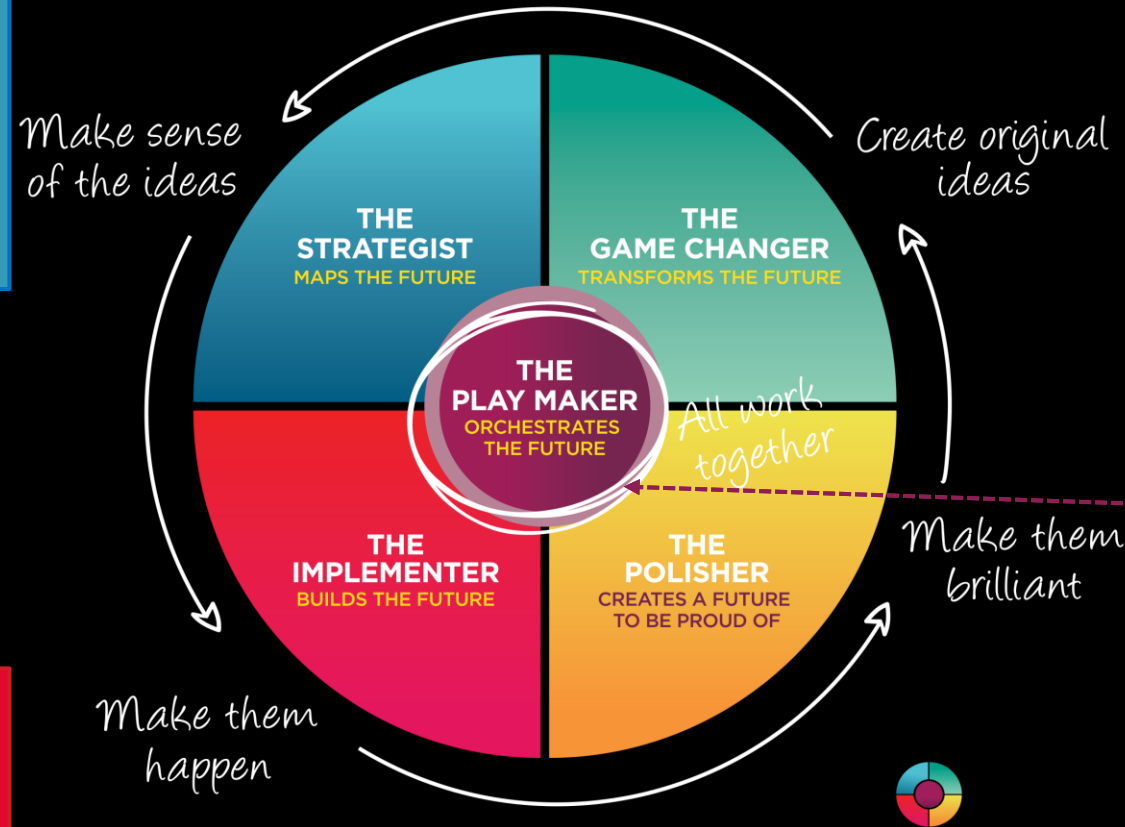 Make sense
of the ideas
Create original
ideas
THE
STRATEGIST
MAPS THE FUTURE
THE
GAME CHANGER
TRANSFORMS THE FUTURE
THE
PLAY MAKER
ORCHESTRATES
THE FUTURE
All work
together
THE
IMPLEMENTER
BUILDS THE FUTURE
THE
POLISHER
CREATES A FUTURE
TO BE PROUD OF
Make them
brilliant
Make them
happen